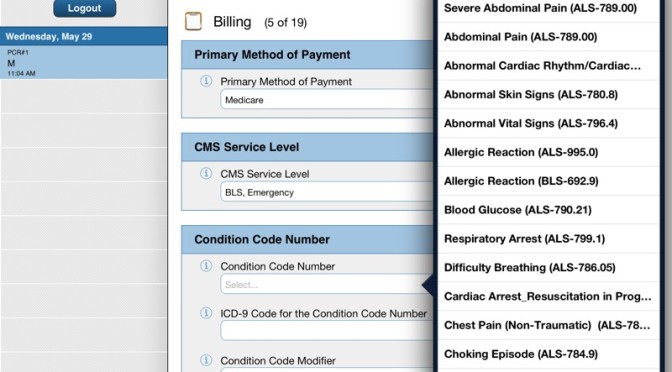 Logout
Wednesday, May 29
PCR#1
M
11:04 AM
Billing (5 of 19)
Primary Method of Payment
Primary Method of Payment
Medicare
CMS Service Level
CMS Service Level
BLS, Emergency
Condition Code Number
Condition Code Number
Select...
ICD-9 Code for the Condition Code Number
Condition Code Modifier
Severe Abdominal Pain (ALS-789.00)
Abdominal Pain (ALS-789.00)
Abnormal Cardiac Rhythm/Cardiac...
Abnormal Skin Signs (ALS-780.8)
Abnormal Vital Signs (ALS-796.4)
Allergic Reaction (ALS-995.0)
Allergic Reaction (BLS-692.9)
Blood Glucose (ALS-790.21)
Respiratory Arrest (ALS-799.1)
Difficulty Breathing (ALS-786.05)
Cardiac Arrest_Resuscitation in Prog...
Chest Pain (Non-Traumatic) (ALS-78...
Choking Episode (ALS-784.9)